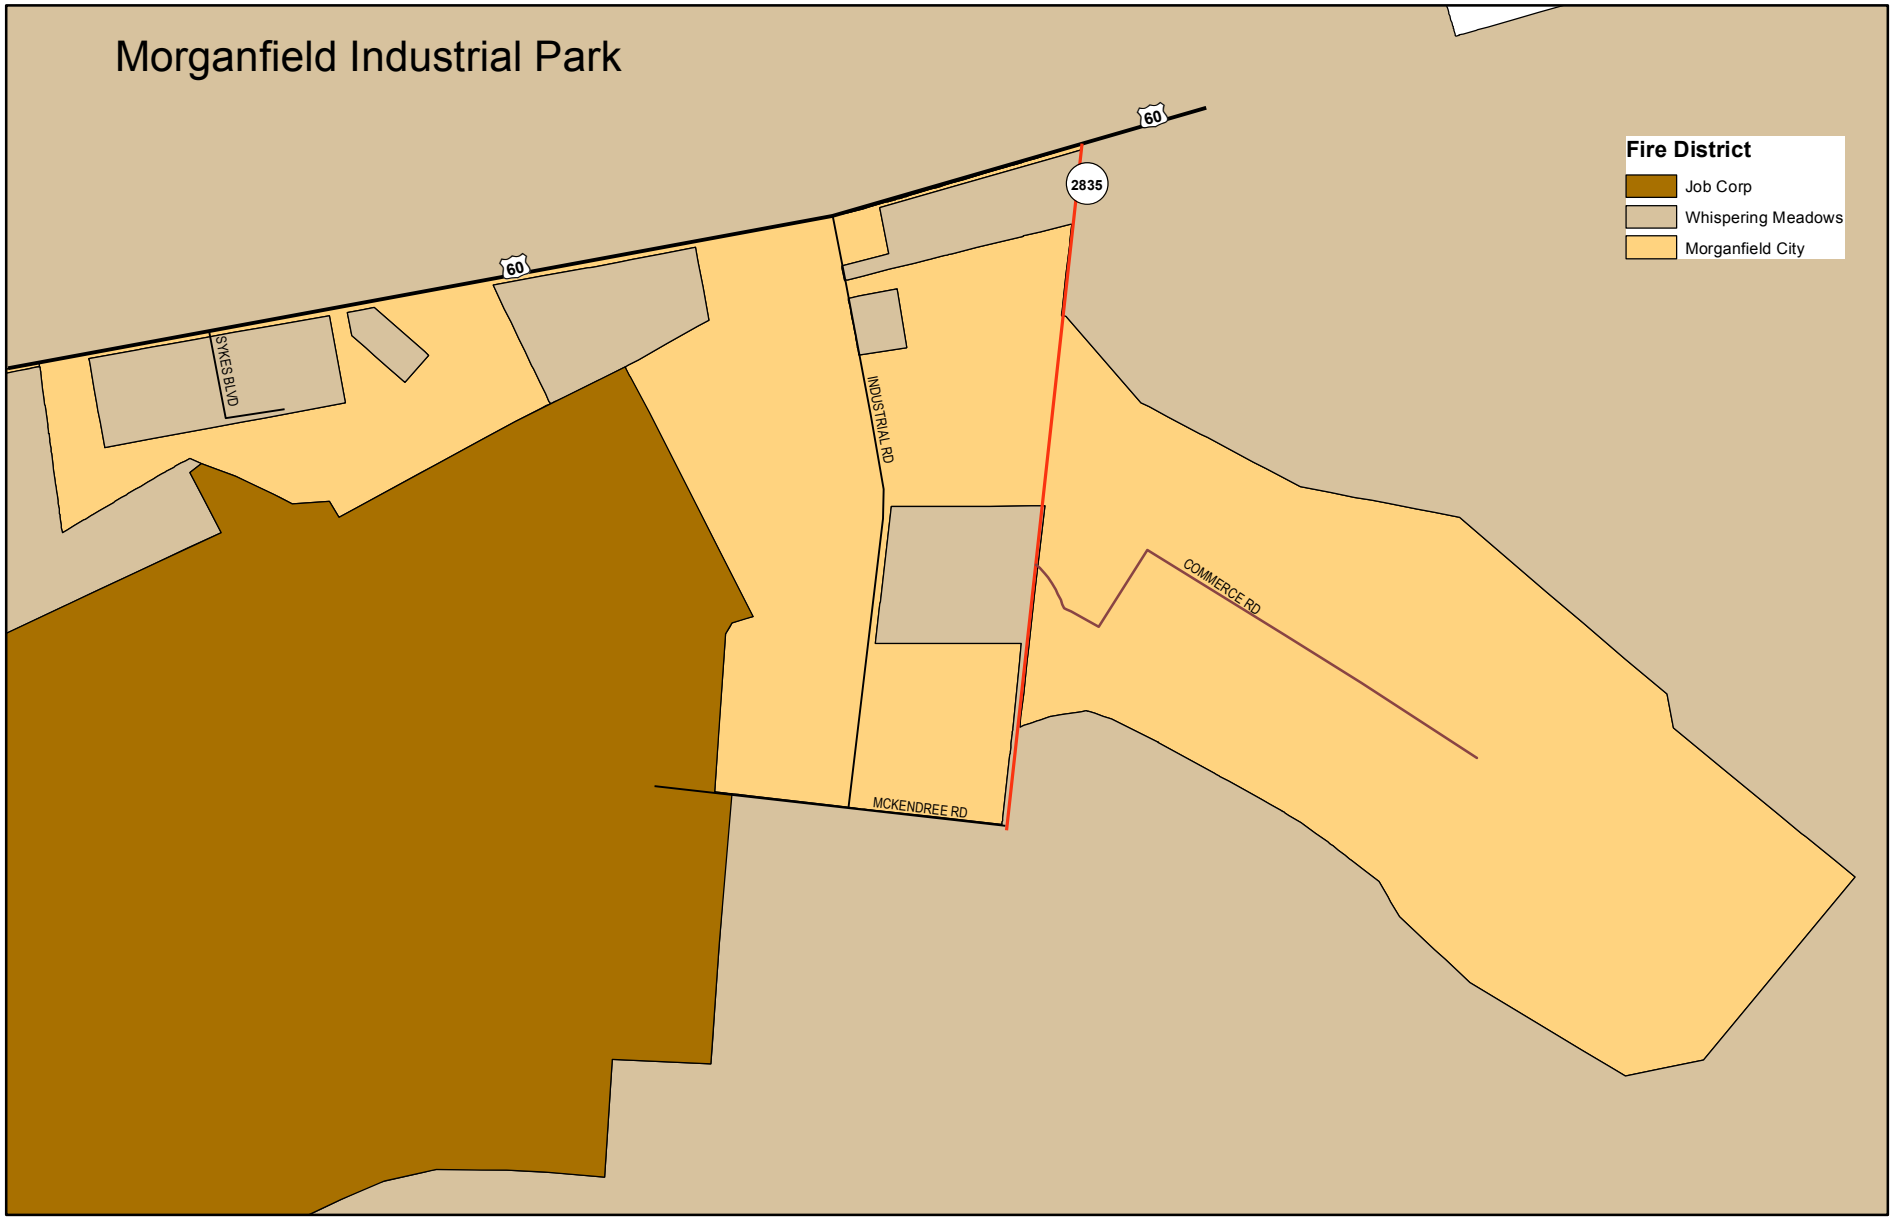 Morganfield Industrial Park
60
2835
Fire District
Job Corp
Whispering Meadows
Morganfield City
60
SYKES BLVD
INDUSTRIAL RD
COMMERCE RD
MCKENDREE RD